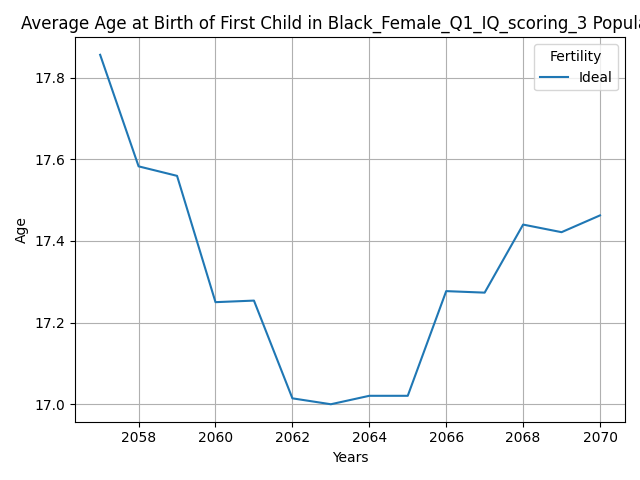 Average Age at Birth of First Child in Black_Female_Q1_IQ_scoring_3 Popula
Fertility
Ideal
17.8
17.6
17.4
17.2
17.0
Age
2058 2060 2062 2064 2066 2068 2070
Years